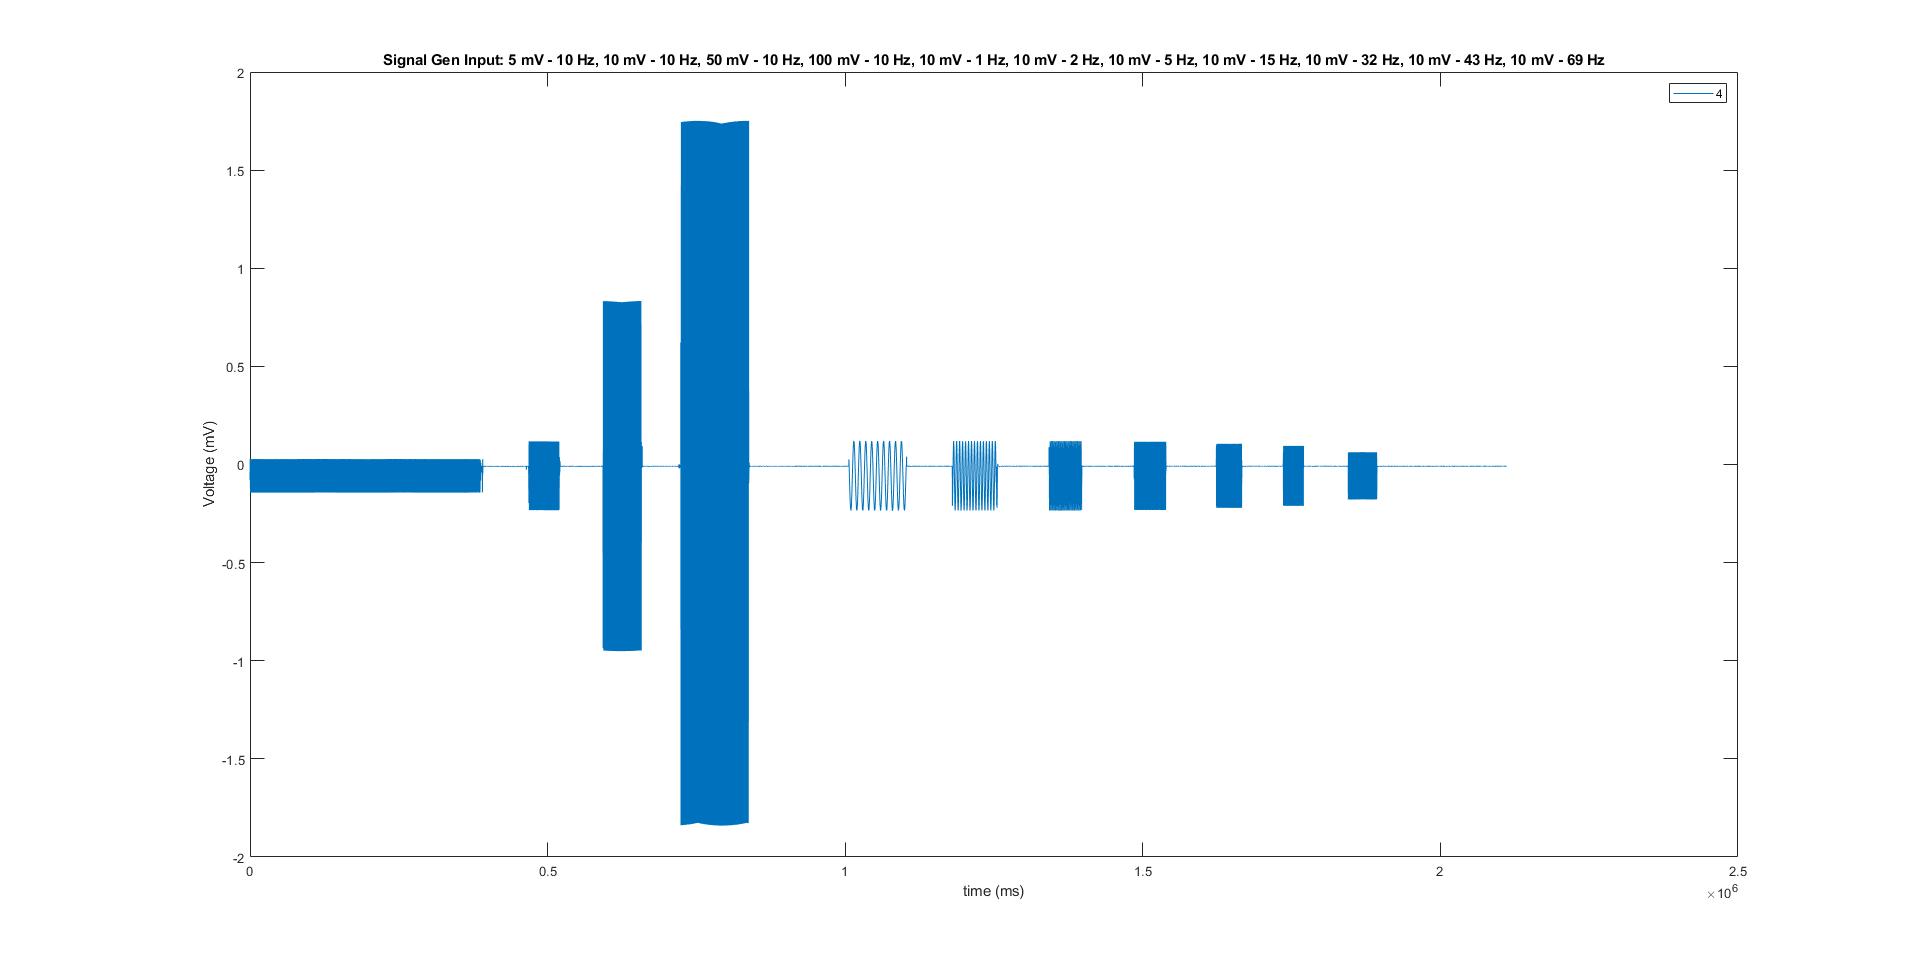 Signal Gen Input: 5 mV - 10 Hz, 10 mV - 10 Hz, 50 mV - 10 Hz, 100 mV - 10 Hz, 10 mV - 1 Hz, 10 mV - 2 Hz, 10 mV - 5 Hz, 10 mV - 15 Hz, 10 mV - 32 Hz, 10 mV - 43 Hz, 10 mV - 69 Hz
4
2
1.5
1
0.5
0
-0.5
-1
-1.5
-2
Voltage (mV)
0 0.5 1 1.5 2 2.5
time (ms)
×10⁶